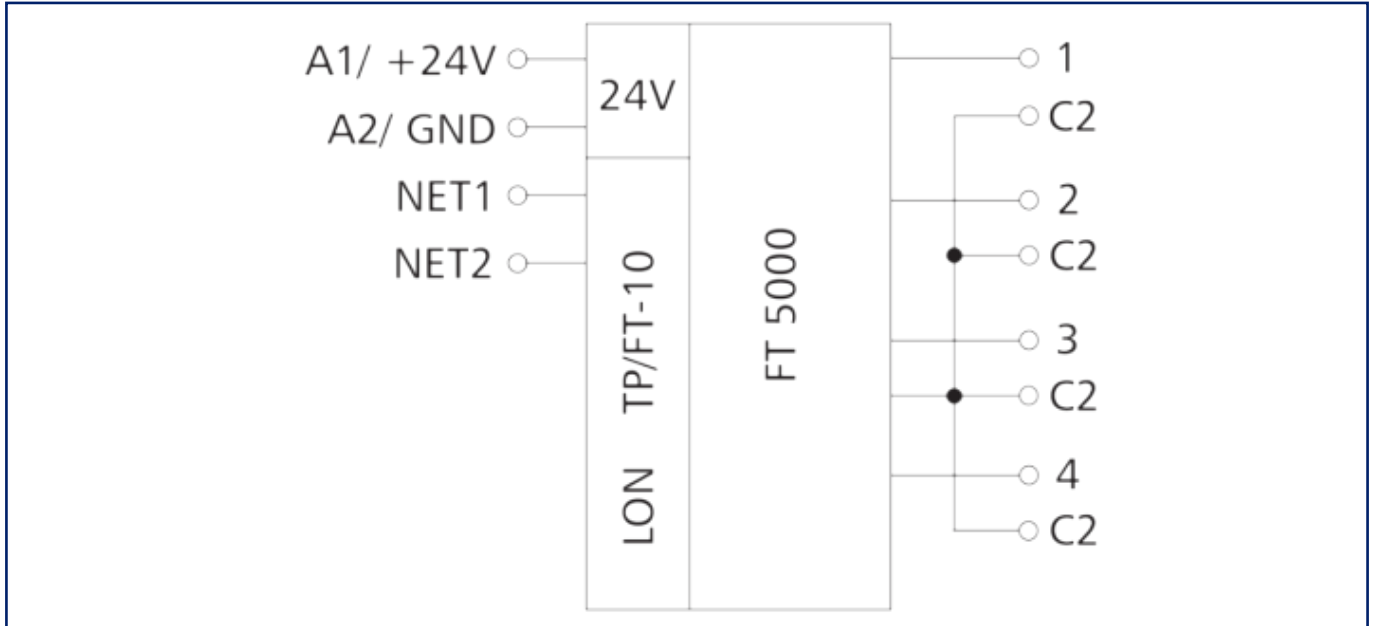 A1/ +24V
A2/ GND
NET1
NET2
24V
LON TP/FT-10
FT 5000
1
C2
2
C2
3
C2
4
C2